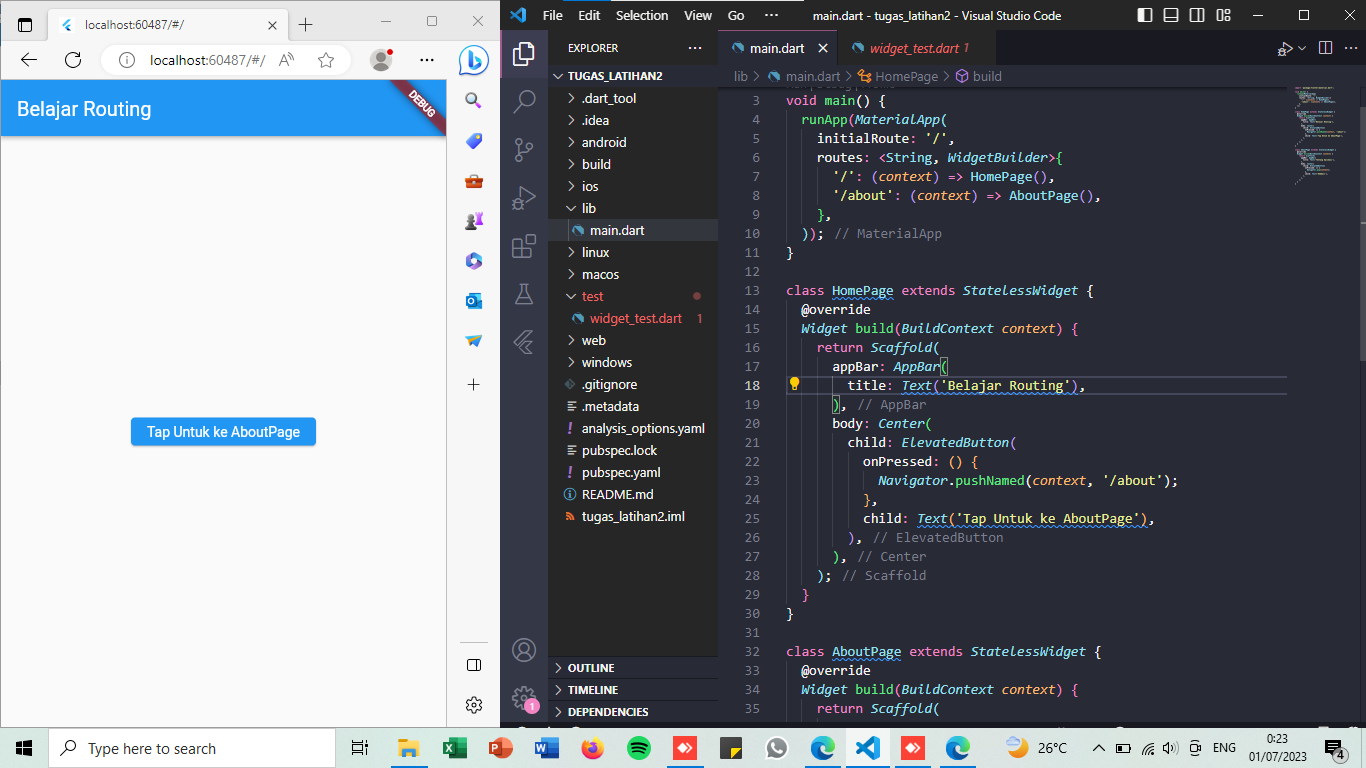 localhost:60487/#/
localhost:60487/#/
Belajar Routing
DEBUG
Tap Untuk ke AboutPage
File Edit Selection View Go ··· main.dart - tugas_latihan2 - Visual Studio Code
EXPLORER
TUGAS_LATIHAN2
.dart_tool
.idea
android
build
ios
lib
main.dart
linux
macos
test
widget_test.dart 1
web
windows
.gitignore
.metadata
analysis_options.yaml
pubspec.lock
pubspec.yaml
README.md
tugas_latihan2.iml
OUTLINE
TIMELINE
DEPENDENCIES
1
main.dart
widget_test.dart 1
lib > main.dart > HomePage > build
3 void main() {
4 runApp(MaterialApp(
5 initialRoute: '/',
6 routes: <String, WidgetBuilder>{
7 '/': (context) => HomePage(),
8 '/about': (context) => AboutPage(),
9 },
10 )); // MaterialApp
11 }
12
13 class HomePage extends StatelessWidget {
14 @override
15 Widget build(BuildContext context) {
16 return Scaffold(
17 appBar: AppBar(
18 title: Text('Belajar Routing'),
19 ), // AppBar
20 body: Center(
21 child: ElevatedButton(
22 onPressed: () {
23 Navigator.pushNamed(context, '/about');
24 },
25 child: Text('Tap Untuk ke AboutPage'),
26 ), // ElevatedButton
27 ), // Center
28 ); // Scaffold
29 }
30 }
31
32 class AboutPage extends StatelessWidget {
33 @override
34 Widget build(BuildContext context) {
35 return Scaffold(
Type here to search
26°C
ENG
0:23
01/07/2023
4